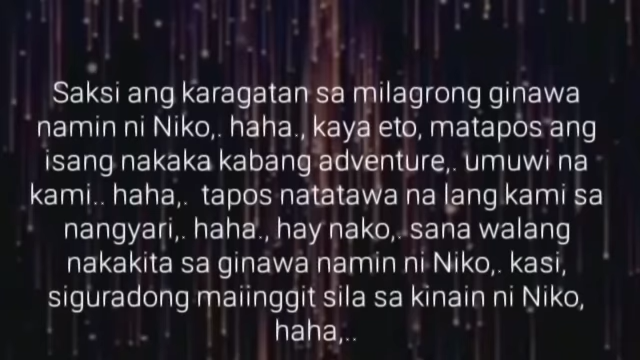 Saksi ang karagatan sa milagrong ginawa
namin ni Niko,. haha., kaya eto, matapos ang
isang nakaka kabang adventure,. umuwi na
kami.. haha,. tapos natatawa na lang kami sa
nangyari,. haha., hay nako,. sana walang
nakakita sa ginawa namin ni Niko,. kasi,
siguradong maiinggit sila sa kinain ni Niko,
haha,..